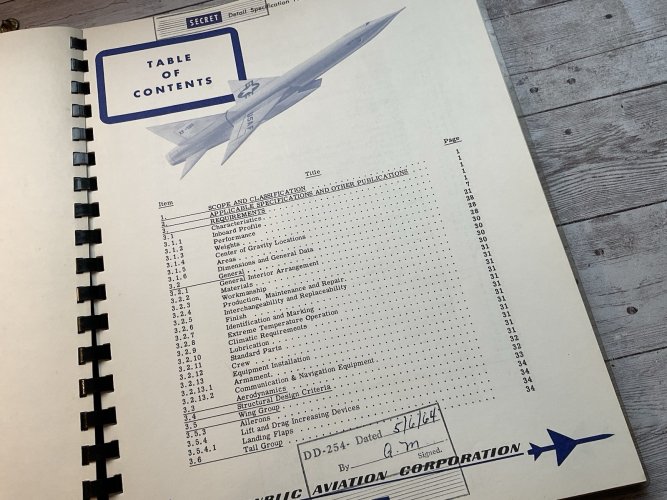 SECRET Detail Specification
TABLE
OF
CONTENTS
USAF
Item Title Page
1. SCOPE AND CLASSIFICATION 1
2. APPLICABLE SPECIFICATIONS AND OTHER PUBLICATIONS 1
3. REQUIREMENTS 1
3.1 Characteristics 1
3.1.1 Inboard Profile
3.1.2 Performance
3.1.3 Weights
3.1.4 Center of Gravity Locations
3.1.5 Areas
3.1.6 Dimensions and General Data
3.2 General
3.2.1 General Interior Arrangement
3.2.2 Materials
3.2.3 Workmanship
3.2.4 Production, Maintenance and Repair
3.2.5 Interchangeability and Replaceability
3.2.6 Finish
3.2.7 Identification and Marking
3.2.8 Extreme Temperature Operation
3.2.9 Climatic Requirements
3.2.10 Lubrication
3.2.11 Standard Parts
3.2.12 Crew
3.2.13 Equipment Installation
3.2.13.1 Armament
3.2.13.2 Communication & Navigation Equipment
3.3 Aerodynamics
3.4 Structural Design Criteria
3.5 Wing Group
3.5.3 Ailerons
3.5.4 Lift and Drag Increasing Devices 34
3.5.4.1 Landing Flaps 34
3.6 Tail Group 34
DD-254- Dated 5/6/64
By Q.M Signed.
UBLIC AVIATION CORPORATION